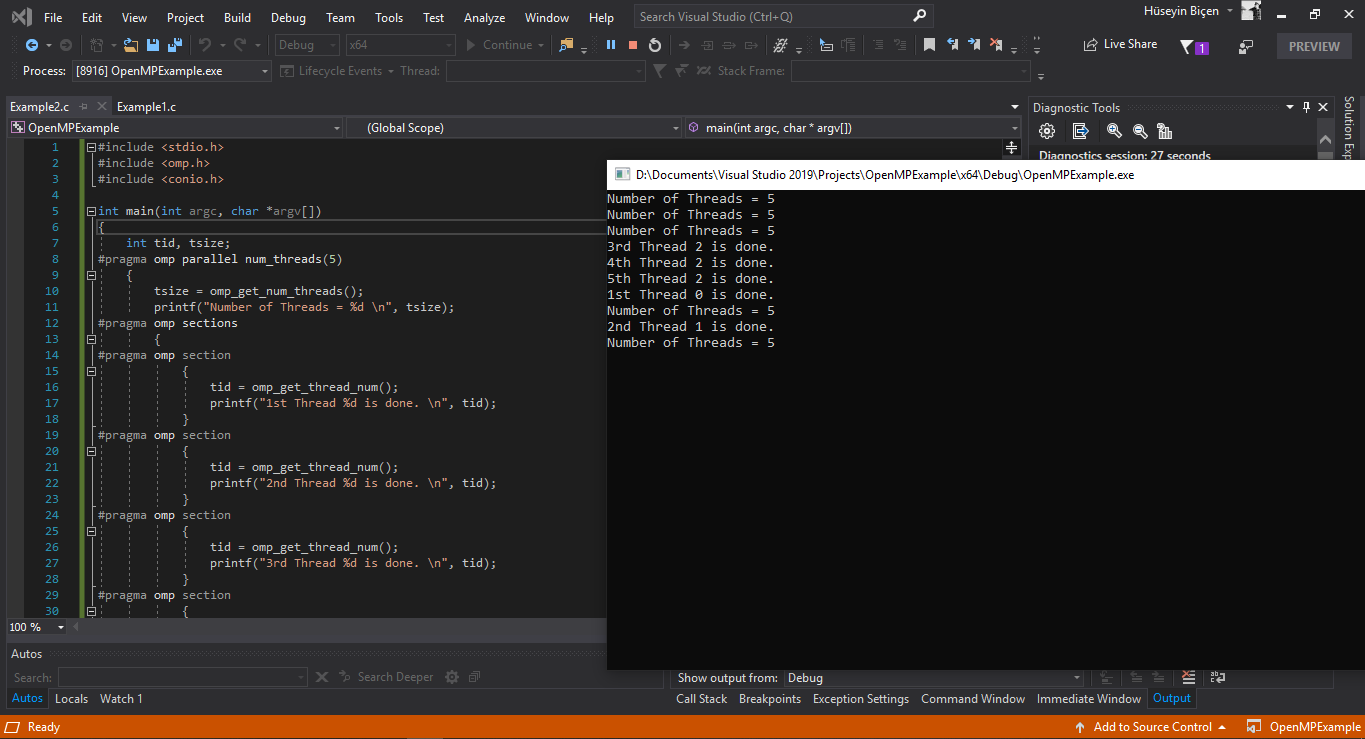 File Edit View Project Build Debug Team Tools Test Analyze Window Help Search Visual Studio (Ctrl+Q) Hüseyin Biçen
Debug x64 Continue Live Share 1 PREVIEW
Process: [8916] OpenMPExample.exe Lifecycle Events Thread: Stack Frame:
Example2.c Example1.c Diagnostic Tools
OpenMPExample (Global Scope) main(int argc, char * argv[])
Diagnostics session: 27 seconds
Solution Exp
1 #include <stdio.h>
2 #include <omp.h>
3 #include <conio.h>
4
5 int main(int argc, char *argv[])
6 {
7 int tid, tsize;
8 #pragma omp parallel num_threads(5)
9 {
10 tsize = omp_get_num_threads();
11 printf("Number of Threads = %d \n", tsize);
12 #pragma omp sections
13 {
14 #pragma omp section
15 {
16 tid = omp_get_thread_num();
17 printf("1st Thread %d is done. \n", tid);
18 }
19 #pragma omp section
20 {
21 tid = omp_get_thread_num();
22 printf("2nd Thread %d is done. \n", tid);
23 }
24 #pragma omp section
25 {
26 tid = omp_get_thread_num();
27 printf("3rd Thread %d is done. \n", tid);
28 }
29 #pragma omp section
30 {
D:\Documents\Visual Studio 2019\Projects\OpenMPExample\x64\Debug\OpenMPExample.exe
Number of Threads = 5
Number of Threads = 5
Number of Threads = 5
3rd Thread 2 is done.
4th Thread 2 is done.
5th Thread 2 is done.
1st Thread 0 is done.
Number of Threads = 5
2nd Thread 1 is done.
Number of Threads = 5
100 %
Autos
Search: Search Deeper
Autos Locals Watch 1
Show output from: Debug
Call Stack Breakpoints Exception Settings Command Window Immediate Window Output
Ready Add to Source Control OpenMPExample